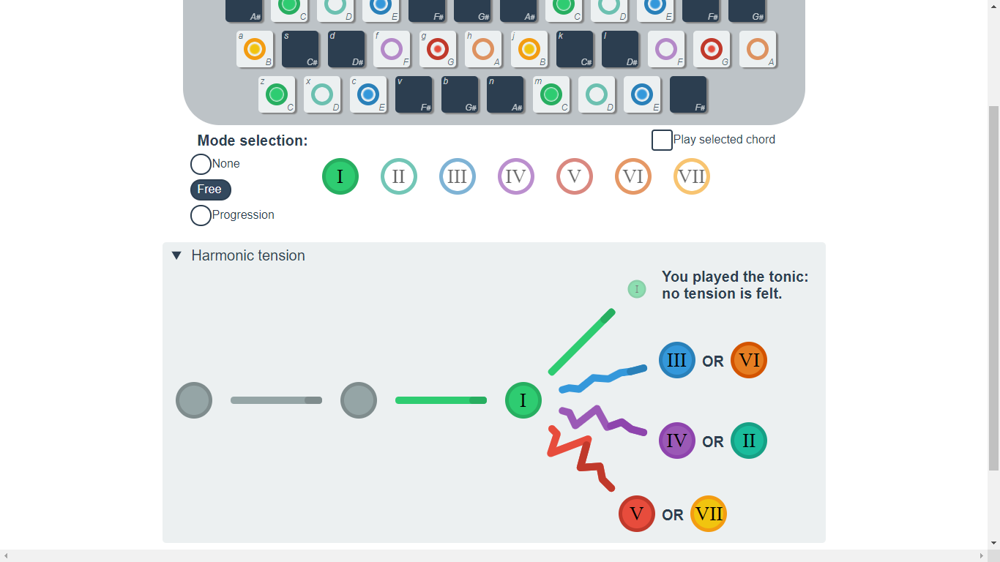 A# C D E F# G# A# C D E F# G#
a B s C# d D# f F g G h A j B k C# l D# F G A
z C x D c E v F# b G# n A# m C D E F#
Mode selection:
Play selected chord
None
I II III IV V VI VII
Free
Progression
▼ Harmonic tension
I
You played the tonic:
no tension is felt.
III OR VI
I
IV OR II
V OR VII